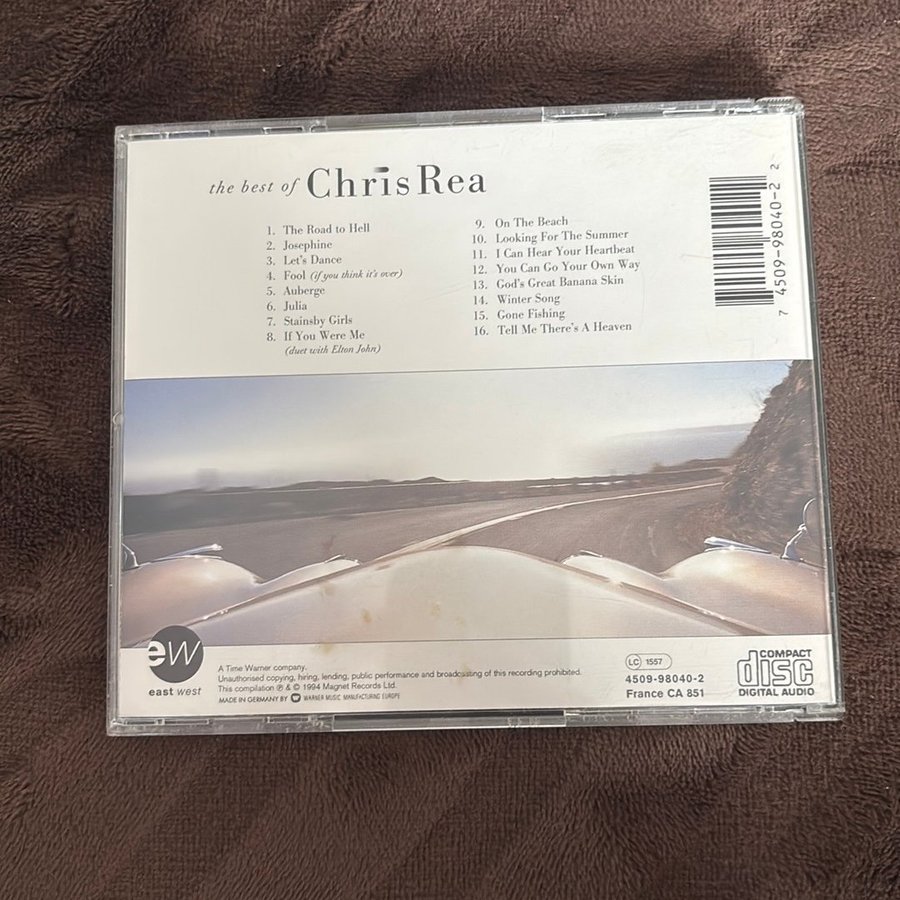 the best of Chris Rea
1. The Road to Hell
2. Josephine
3. Let's Dance
4. Fool (if you think it's over)
5. Auberge
6. Julia
7. Stainsby Girls
8. If You Were Me
(duet with Elton John)
9. On The Beach
10. Looking For The Summer
11. I Can Hear Your Heartbeat
12. You Can Go Your Own Way
13. God's Great Banana Skin
14. Winter Song
15. Gone Fishing
16. Tell Me There's A Heaven
7 4509-98040-2 2
ew
east west
A Time Warner company.
Unauthorised copying, hiring, lending, public performance and broadcasting of this recording prohibited.
This compilation ℗ & © 1994 Magnet Records Ltd.
MADE IN GERMANY BY WARNER MUSIC MANUFACTURING EUROPE
LC 1557
4509-98040-2
France CA 851
COMPACT
disc
DIGITAL AUDIO